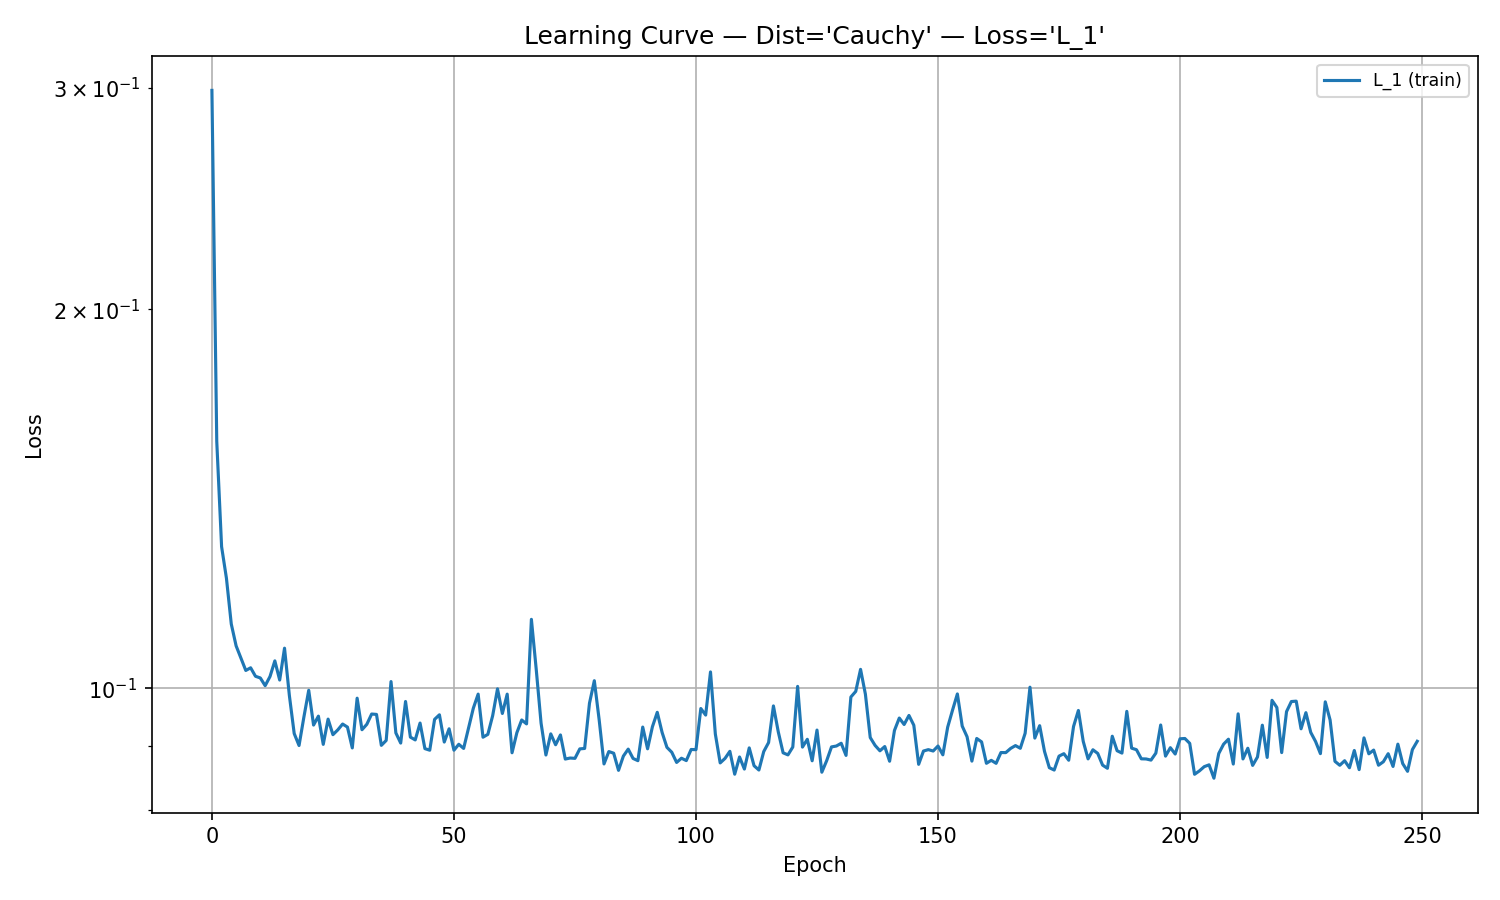 Learning Curve — Dist='Cauchy' — Loss='L_1'
L_1 (train)
3 × 10⁻¹
2 × 10⁻¹
10⁻¹
Loss
0 50 100 150 200 250
Epoch